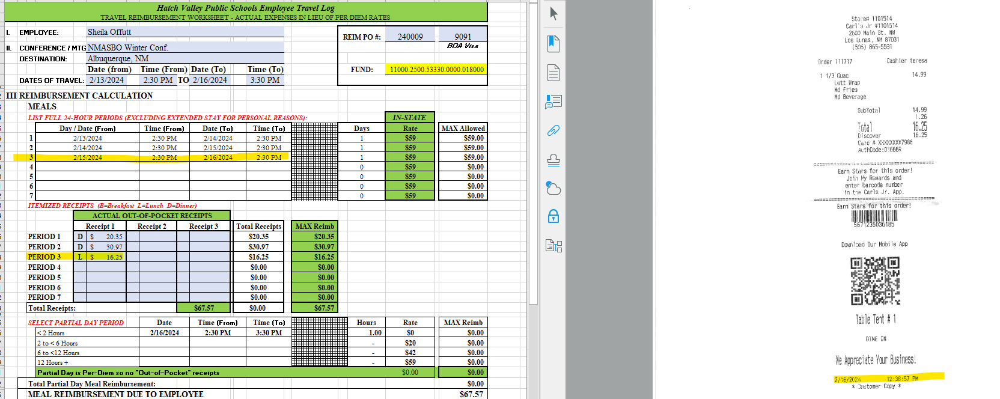 Hatch Valley Public Schools Employee Travel Log
TRAVEL REIMBURSEMENT WORKSHEET - ACTUAL EXPENSES IN LIEU OF PER DIEM RATES
I. EMPLOYEE: Sheila Offutt
REIM PO #: 240009 9091
BOA Visa
II. CONFERENCE / MTG NMASBO Winter Conf.
DESTINATION: Albuquerque, NM
Date (from) Time (From) Date (To) Time (To)
FUND: 11000.2500.53330.0000.018000
DATES OF TRAVEL: 2/13/2024 2:30 PM TO 2/16/2024 3:30 PM
III REIMBURSEMENT CALCULATION
MEALS
LIST FULL 24-HOUR PERIODS (EXCLUDING EXTENDED STAY FOR PERSONAL REASONS): IN-STATE
Day / Date (From) Time (From) Date (To) Time (To) Days Rate MAX Allowed
1 2/13/2024 2:30 PM 2/14/2024 2:30 PM 1 $59 $59.00
2 2/14/2024 2:30 PM 2/15/2024 2:30 PM 1 $59 $59.00
3 2/15/2024 2:30 PM 2/16/2024 2:30 PM 1 $59 $59.00
4 0 $59 $0.00
5 0 $59 $0.00
6 0 $59 $0.00
7 0 $59 $0.00
ITEMIZED RECEIPTS (B=Breakfast L=Lunch D=Dinner)
ACTUAL OUT-OF-POCKET RECEIPTS
Receipt 1 Receipt 2 Receipt 3 Total Receipts MAX Reimb
PERIOD 1 D $ 20.35 $20.35 $20.35
PERIOD 2 D $ 30.97 $30.97 $30.97
PERIOD 3 L $ 16.25 $16.25 $16.25
PERIOD 4 $0.00 $0.00
PERIOD 5 $0.00 $0.00
PERIOD 6 $0.00 $0.00
PERIOD 7 $0.00 $0.00
Total Receipts: $67.57 $0.00 $67.57
SELECT PARTIAL DAY PERIOD Date Time (From) Time (To) Hours Rate MAX Reimb
< 2 Hours 2/16/2024 2:30 PM 3:30 PM 1.00 $0 $0.00
2 to < 6 Hours - $20 $0.00
6 to <12 Hours - $42 $0.00
12 Hours + - $59 $0.00
Partial Day is Per-Diem so no "Out-of-Pocket" receipts $0.00 $0.00
Total Partial Day Meal Reimbursement: $0.00
MEAL REIMBURSEMENT DUE TO EMPLOYEE $67.57
Store# 1101514
Carl's Jr #1101514
2600 Main St. NW
Los Lunas, NM 87031
(505) 865-5581
Order 111717 Cashier teresa
1 1/3 Guac 14.99
Lett Wrap
Md Fries
Md Beverage
SubTotal 14.99
1.26
Total 16.25
Discover 16.25
Card # XXXXXXXX7986
AuthCode:01666R
Earn Stars for this order!
Join My Rewards and
enter barcode number
in the Carls Jr. App.
Earn Stars for this order!
5671235036185
Download Our Mobile App
Table Tent # 1
DINE IN
We Appreciate Your Business!
2/16/2024 12:38:57 PM
* Customer Copy *